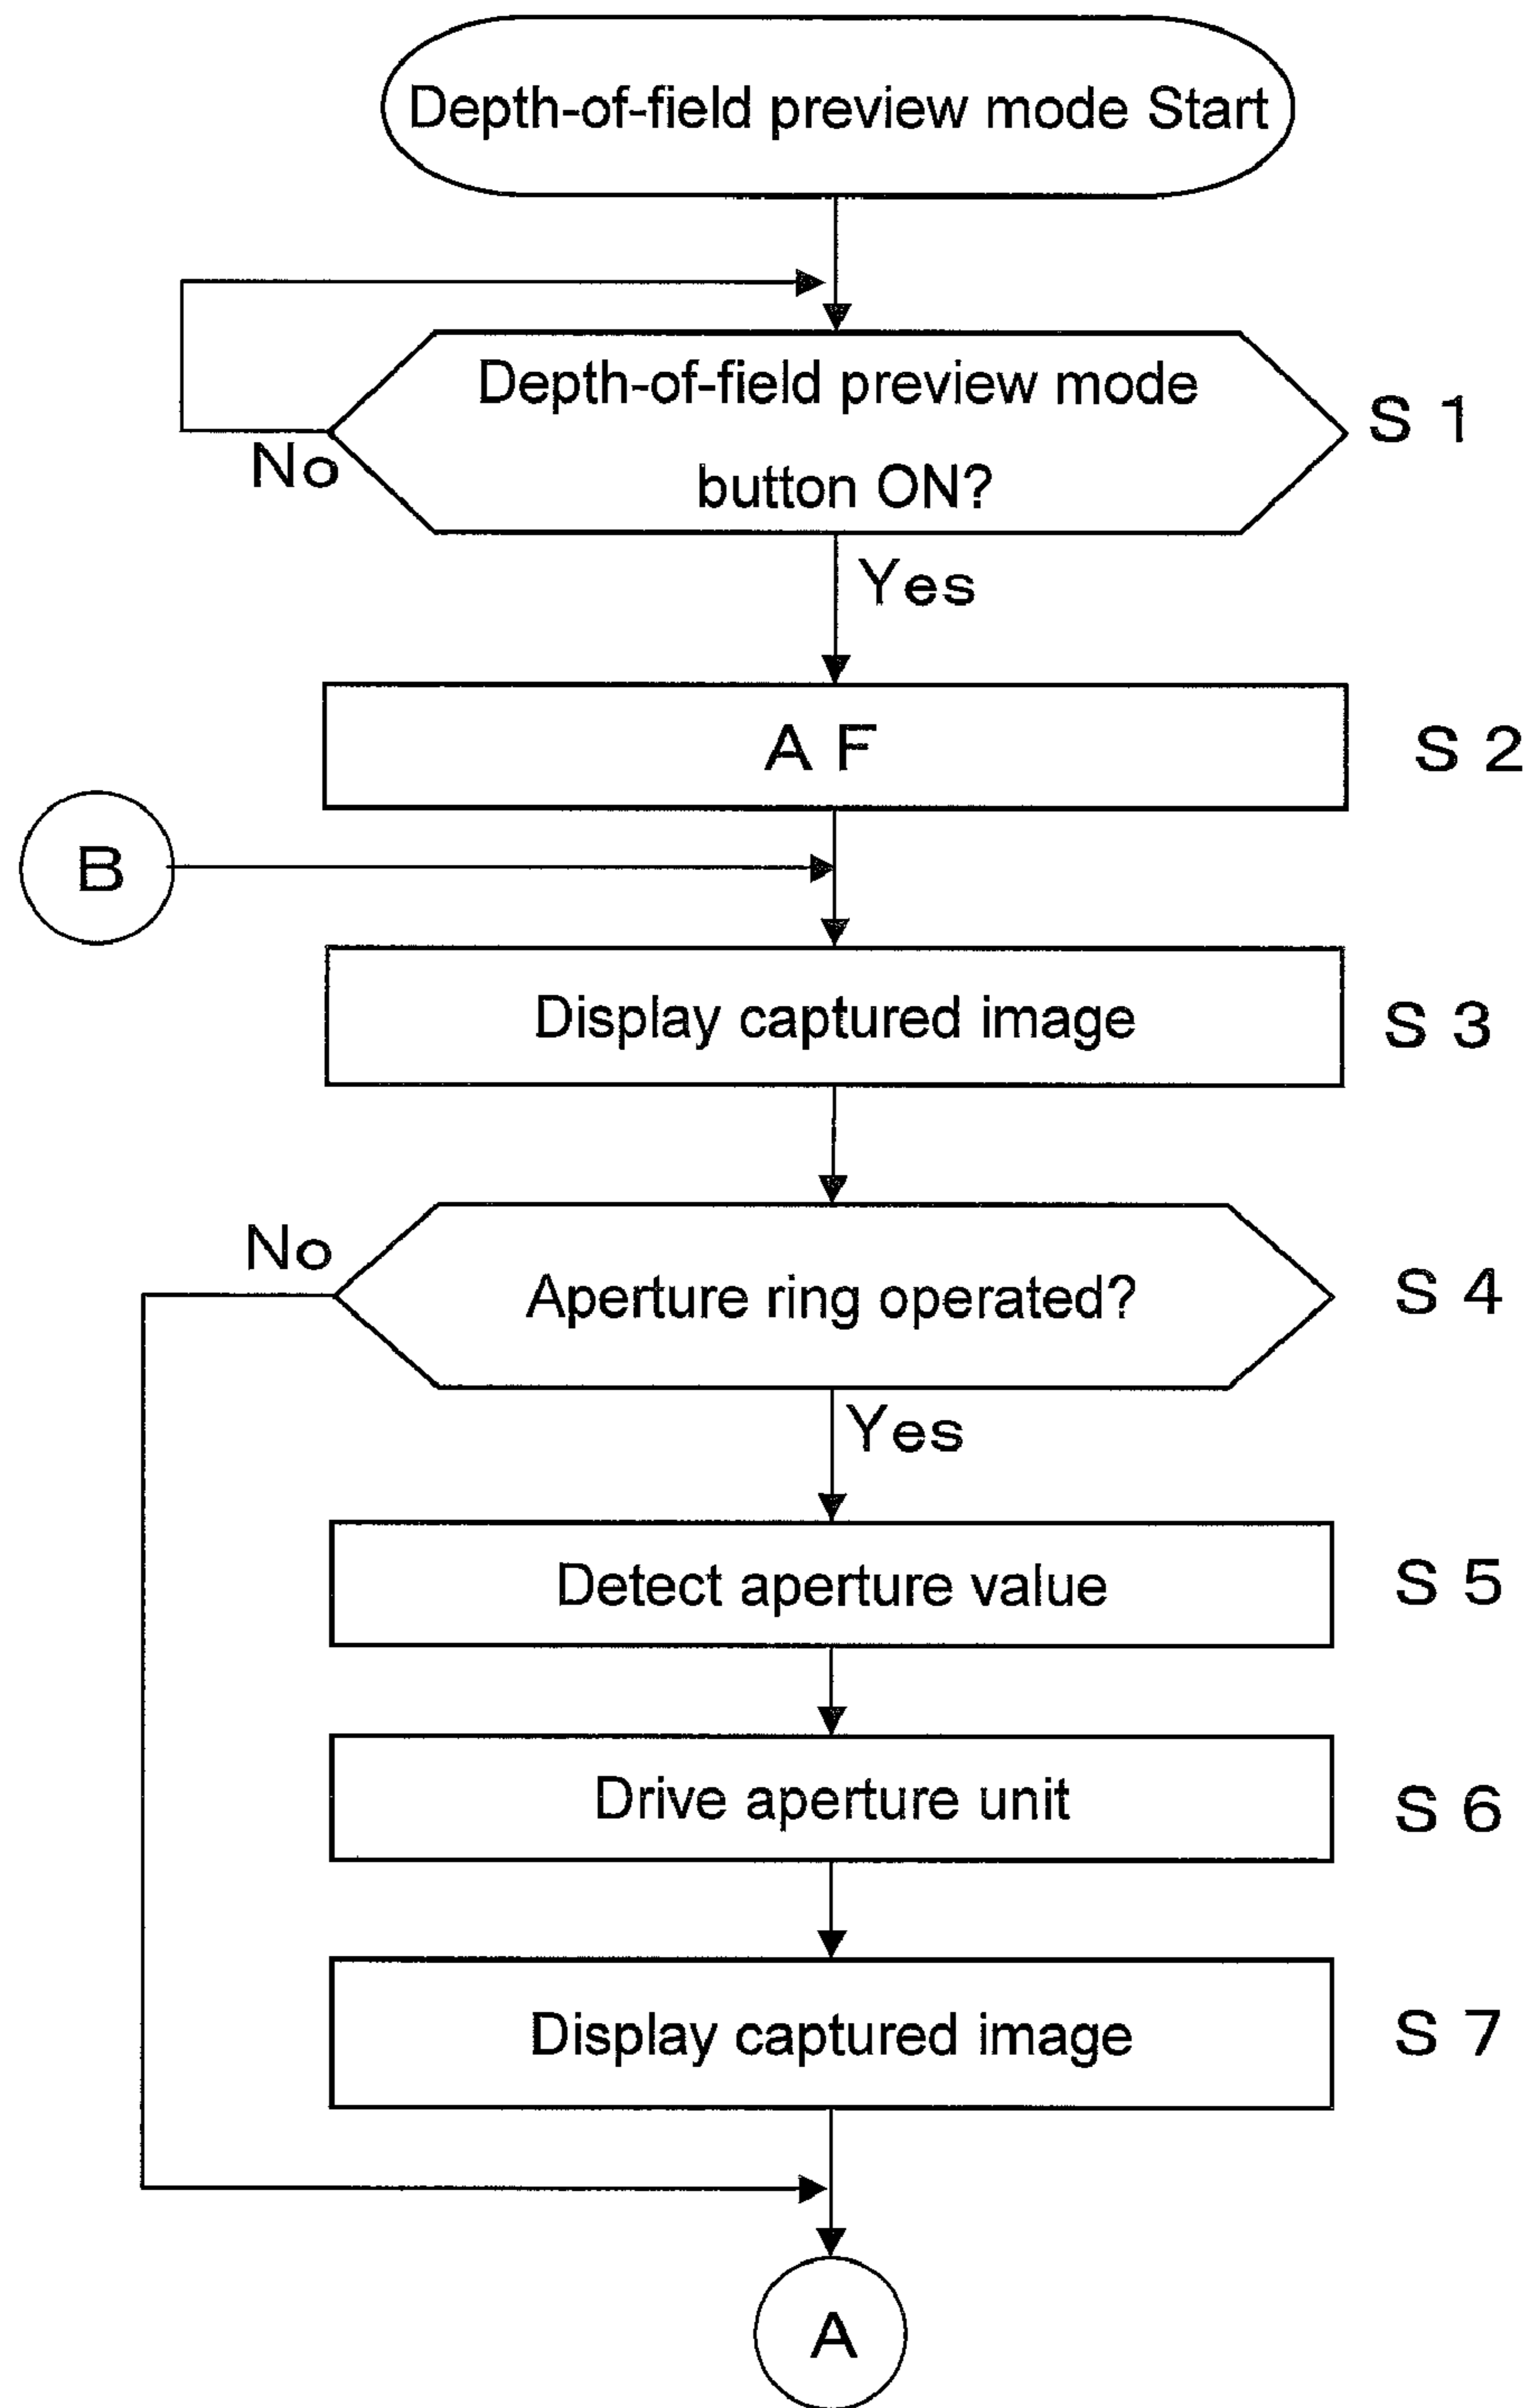 Depth-of-field preview mode Start
Depth-of-field preview mode
button ON?
S 1
No
Yes
A F
S 2
B
Display captured image
S 3
No
Aperture ring operated?
S 4
Yes
Detect aperture value
S 5
Drive aperture unit
S 6
Display captured image
S 7
A